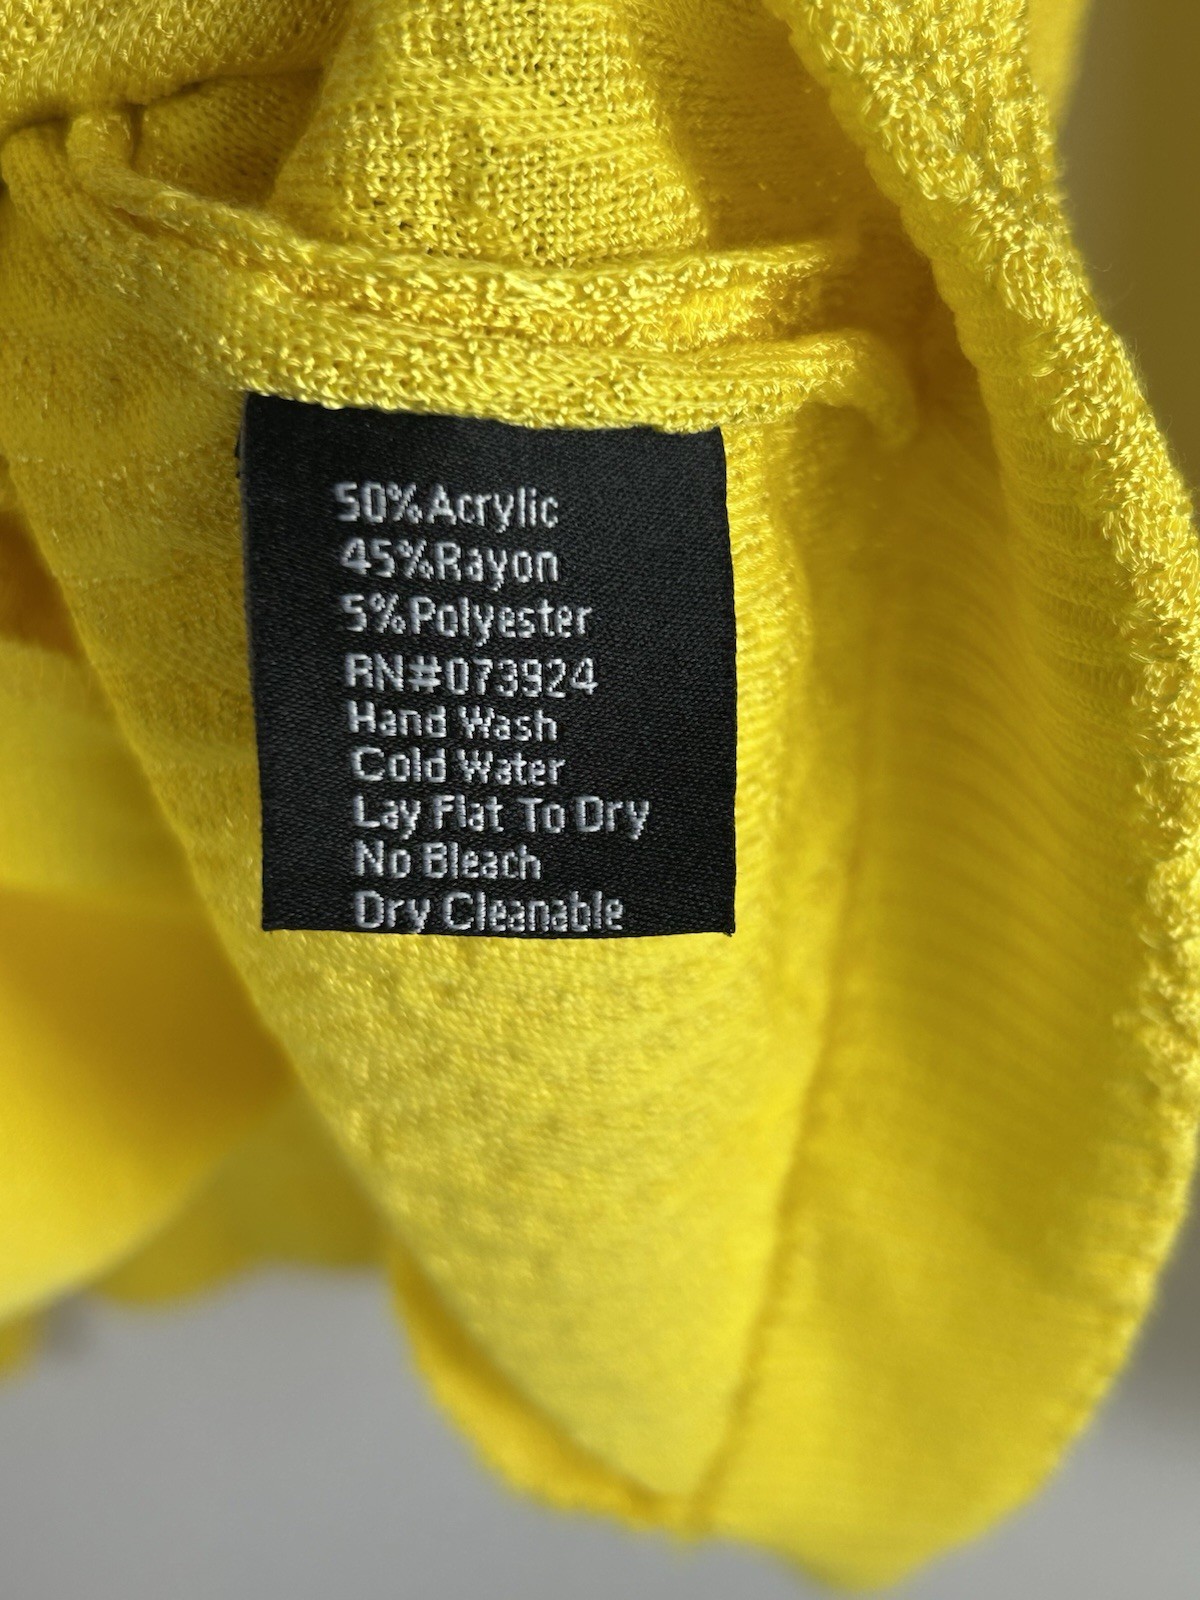 50% Acrylic
45% Rayon
5% Polyester
RN#073924
Hand Wash
Cold Water
Lay Flat To Dry
No Bleach
Dry Cleanable